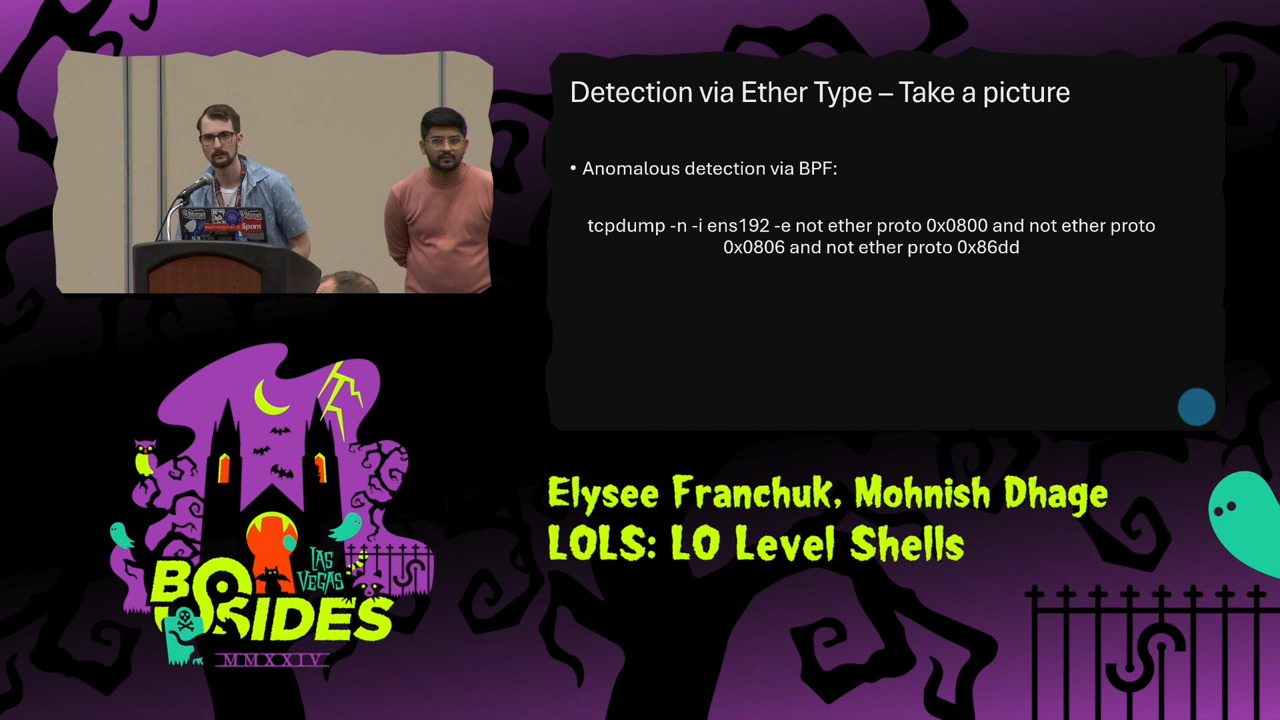 Detection via Ether Type – Take a picture
• Anomalous detection via BPF:
tcpdump -n -i ens192 -e not ether proto 0x0800 and not ether proto
0x0806 and not ether proto 0x86dd
Spam
Elysee Franchuk, Mohnish Dhage
LOLS: LO Level Shells
LAS
VEGAS
BSIDES
MMXXIV